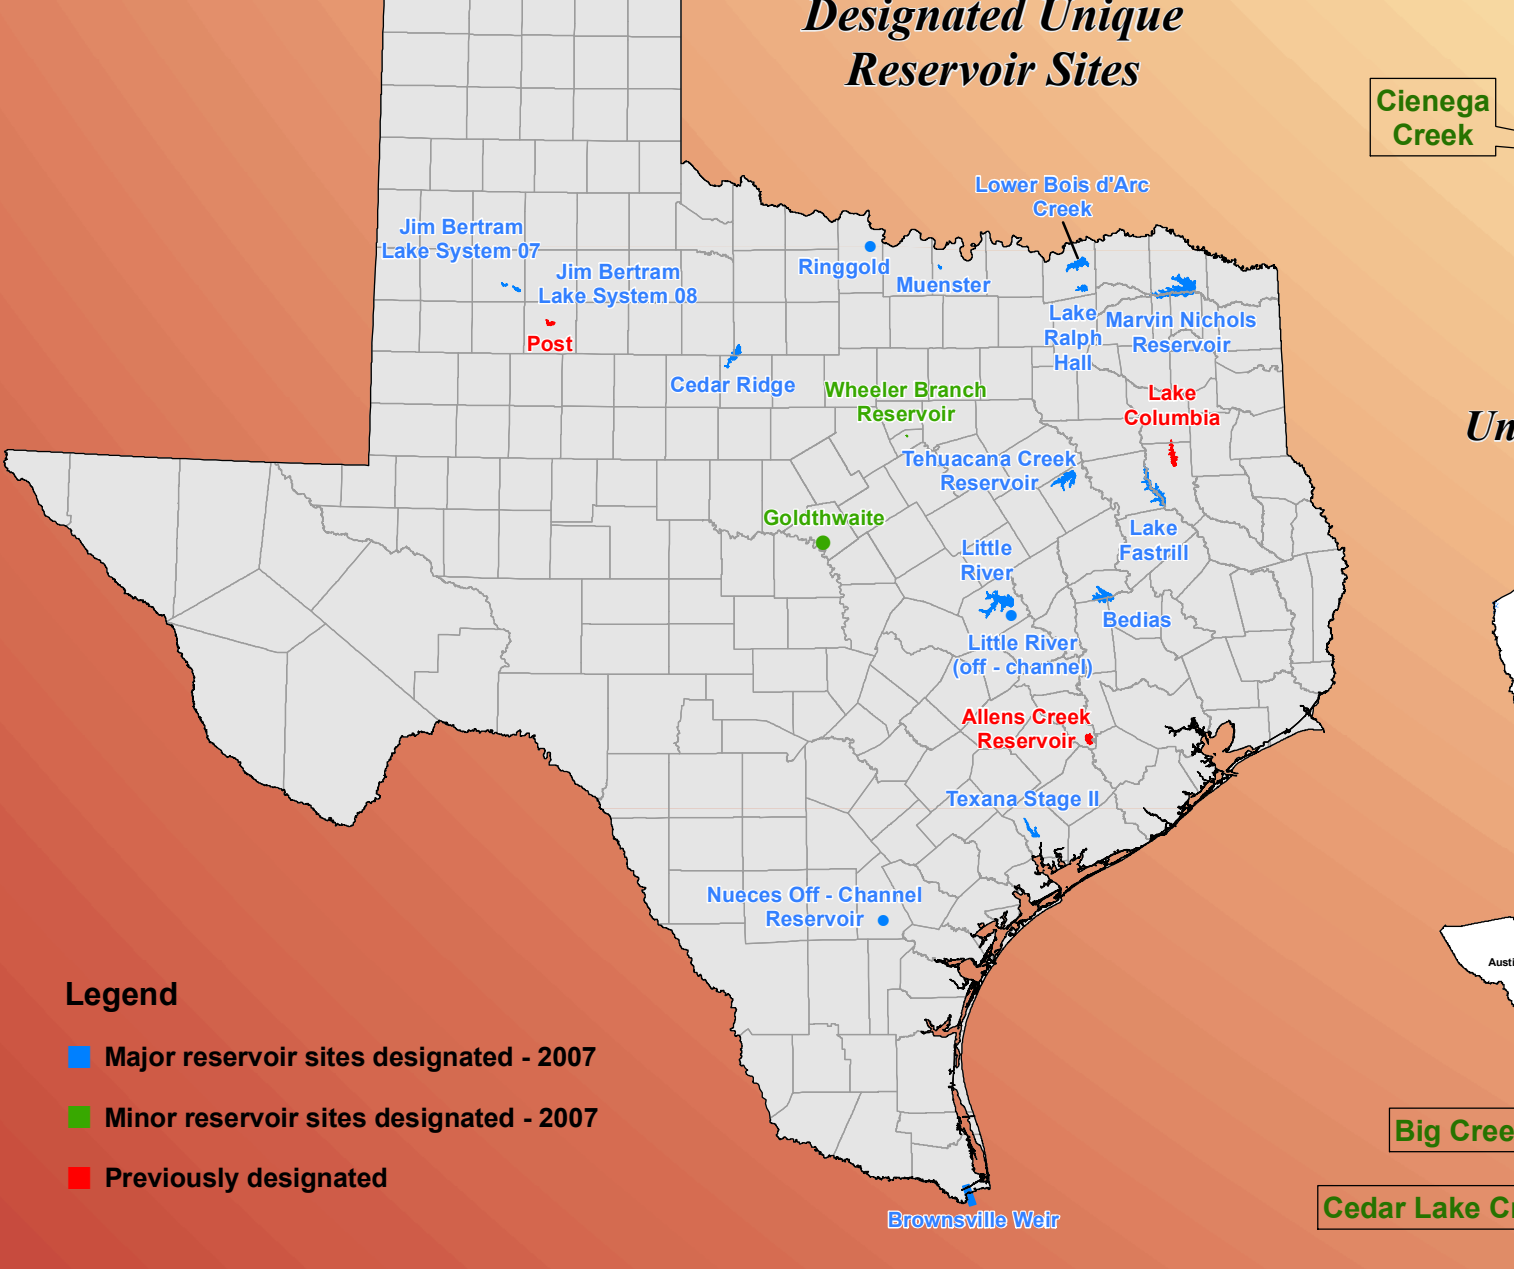 Designated Unique
Reservoir Sites
Cienega
Creek
Lower Bois d'Arc
Creek
Jim Bertram
Lake System 07
Jim Bertram
Lake System 08
Ringgold
Muenster
Post
Lake
Ralph
Hall
Marvin Nichols
Reservoir
Cedar Ridge
Wheeler Branch
Reservoir
Lake
Columbia
Un
Tehuacana Creek
Reservoir
Goldthwaite
Lake
Fastrill
Little
River
Bedias
Little River
(off - channel)
Allens Creek
Reservoir
Texana Stage II
Nueces Off - Channel
Reservoir
Austi
Legend
Major reservoir sites designated - 2007
Minor reservoir sites designated - 2007
Previously designated
Big Cree
Cedar Lake Cr
Brownsville Weir